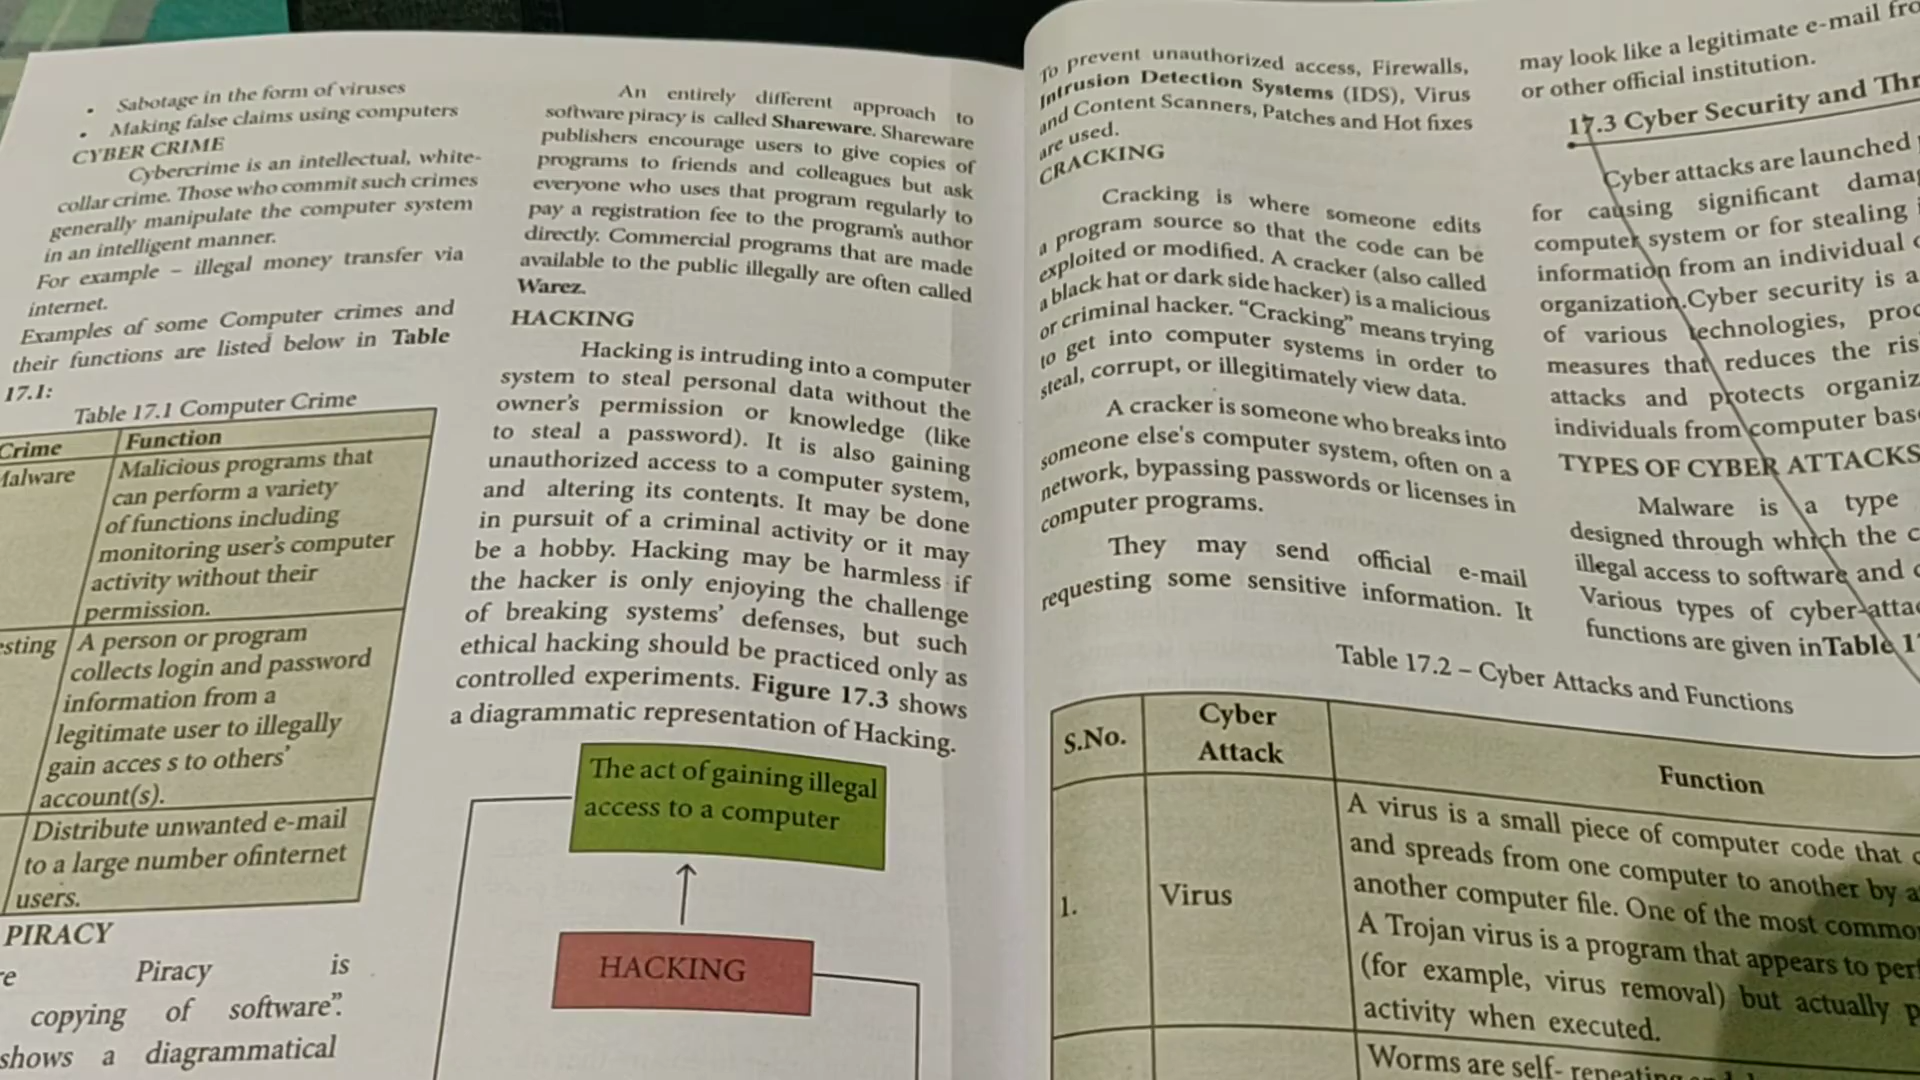 • Sabotage in the form of viruses
• Making false claims using computers
CYBER CRIME
Cybercrime is an intellectual, white-
collar crime. Those who commit such crimes
generally manipulate the computer system
in an intelligent manner.
For example – illegal money transfer via
internet.
Examples of some Computer crimes and
their functions are listed below in Table
17.1:
Table 17.1 Computer Crime
Crime Function
Malware Malicious programs that
can perform a variety
of functions including
monitoring user's computer
activity without their
permission.
esting A person or program
collects login and password
information from a
legitimate user to illegally
gain acces s to others'
account(s).
Distribute unwanted e-mail
to a large number ofinternet
users.
PIRACY
re Piracy is
copying of software".
shows a diagrammatical
An entirely different approach to
software piracy is called Shareware. Shareware
publishers encourage users to give copies of
programs to friends and colleagues but ask
everyone who uses that program regularly to
pay a registration fee to the program's author
directly. Commercial programs that are made
available to the public illegally are often called
Warez.
HACKING
Hacking is intruding into a computer
system to steal personal data without the
owner's permission or knowledge (like
to steal a password). It is also gaining
unauthorized access to a computer system,
and altering its contents. It may be done
in pursuit of a criminal activity or it may
be a hobby. Hacking may be harmless if
the hacker is only enjoying the challenge
of breaking systems' defenses, but such
ethical hacking should be practiced only as
controlled experiments. Figure 17.3 shows
a diagrammatic representation of Hacking.
The act of gaining illegal
access to a computer
HACKING
To prevent unauthorized access, Firewalls,
Intrusion Detection Systems (IDS), Virus
and Content Scanners, Patches and Hot fixes
are used.
CRACKING
Cracking is where someone edits
a program source so that the code can be
exploited or modified. A cracker (also called
a black hat or dark side hacker) is a malicious
or criminal hacker. "Cracking" means trying
to get into computer systems in order to
steal, corrupt, or illegitimately view data.
A cracker is someone who breaks into
someone else's computer system, often on a
network, bypassing passwords or licenses in
computer programs.
They may send official e-mail
requesting some sensitive information. It
may look like a legitimate e-mail fro
or other official institution.
17.3 Cyber Security and Thr
Cyber attacks are launched
for causing significant damag
computer system or for stealing
information from an individual
organization.Cyber security is a
of various technologies, proc
measures that reduces the ris
attacks and protects organiz
individuals from computer base
TYPES OF CYBER ATTACKS
Malware is a type
designed through which the c
illegal access to software and
Various types of cyber-attac
functions are given inTable 1
Table 17.2 – Cyber Attacks and Functions
S.No. Cyber Attack Function
1. Virus A virus is a small piece of computer code that
and spreads from one computer to another by a
another computer file. One of the most commo
A Trojan virus is a program that appears to perf
(for example, virus removal) but actually p
activity when executed.
Worms are self- repeating